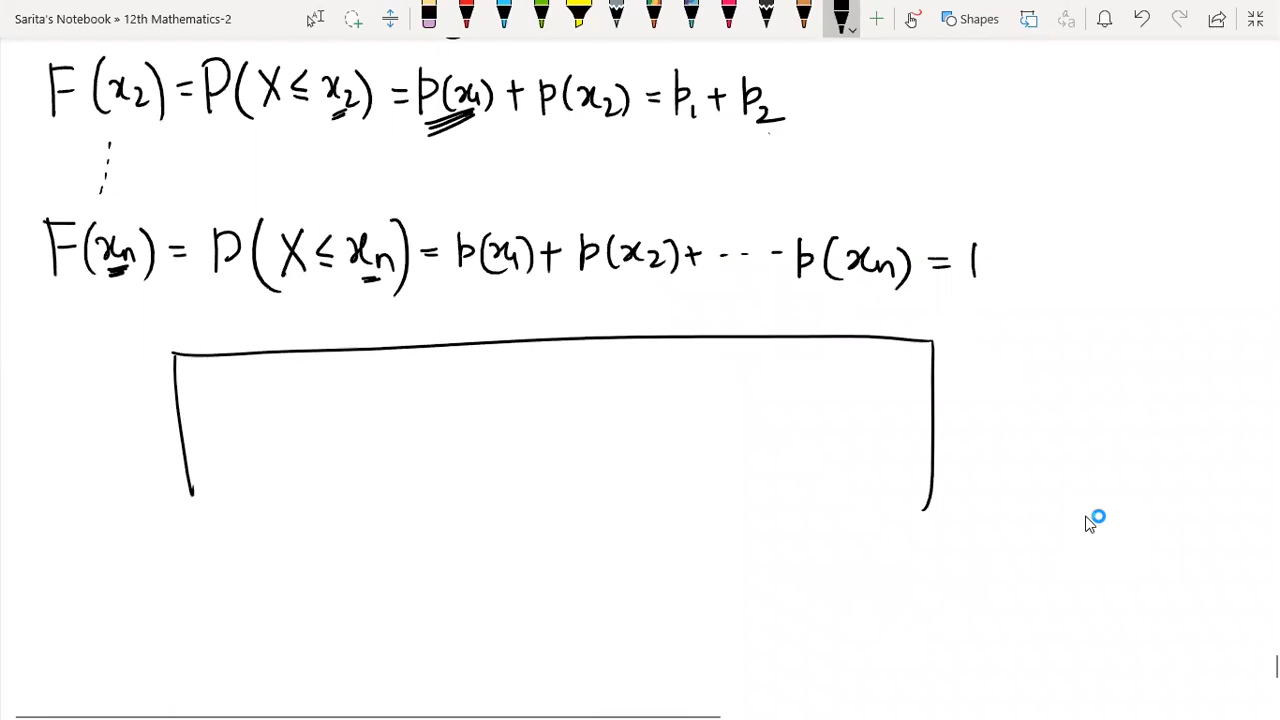 Sarita's Notebook » 12th Mathematics-2
Shapes
F(x₂) = P(X ≤ x₂) = p(x₁) + p(x₂) = p₁ + p₂
F(xₙ) = P(X ≤ xₙ) = p(x₁) + p(x₂) + ---- p(xₙ) = 1